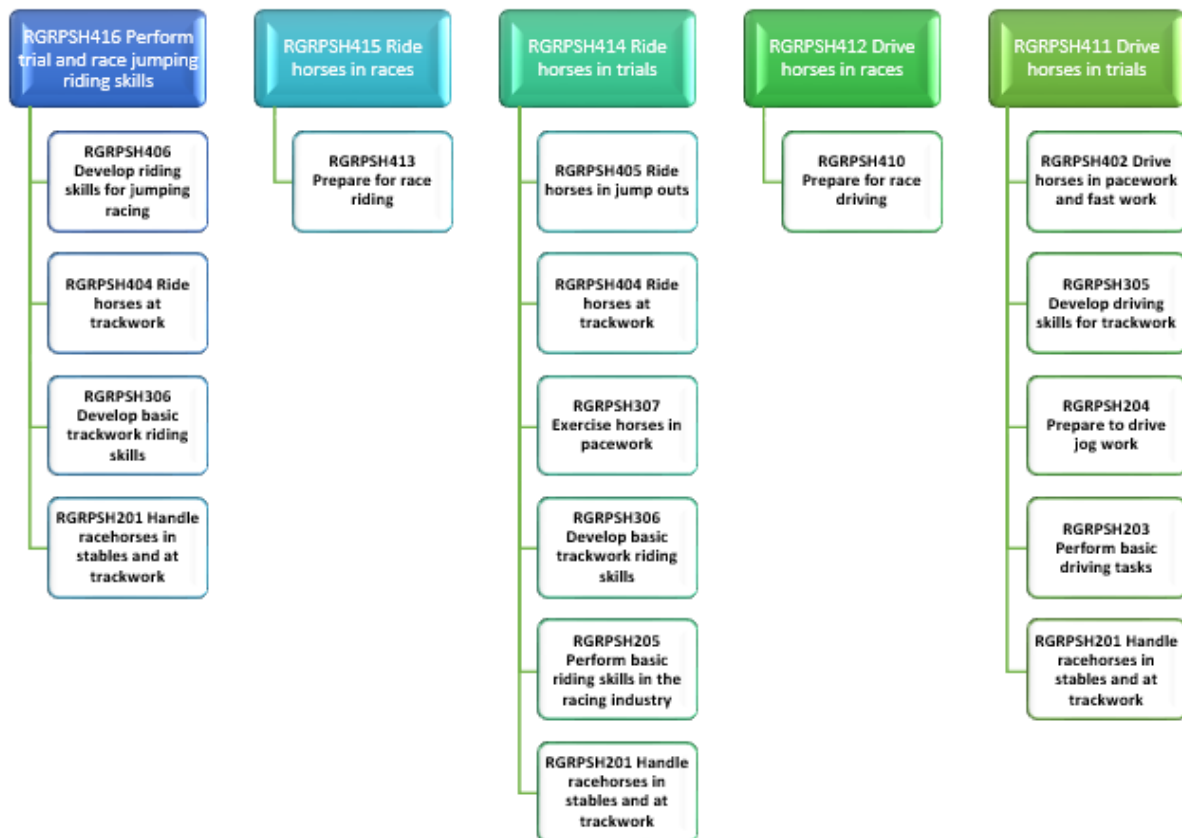 RGRPSH416 Perform
trial and race jumping
riding skills
RGRPSH406
Develop riding
skills for jumping
racing
RGRPSH404 Ride
horses at
trackwork
RGRPSH306
Develop basic
trackwork riding
skills
RGRPSH201 Handle
racehorses in
stables and at
trackwork
RGRPSH415 Ride
horses in races
RGRPSH413
Prepare for race
riding
RGRPSH414 Ride
horses in trials
RGRPSH405 Ride
horses in jump outs
RGRPSH404 Ride
horses at
trackwork
RGRPSH307
Exercise horses in
pacework
RGRPSH306
Develop basic
trackwork riding
skills
RGRPSH205
Perform basic
riding skills in the
racing industry
RGRPSH201 Handle
racehorses in
stables and at
trackwork
RGRPSH412 Drive
horses in races
RGRPSH410
Prepare for race
driving
RGRPSH411 Drive
horses in trials
RGRPSH402 Drive
horses in pacework
and fast work
RGRPSH305
Develop driving
skills for trackwork
RGRPSH204
Prepare to drive
jog work
RGRPSH203
Perform basic
driving tasks
RGRPSH201 Handle
racehorses in
stables and at
trackwork